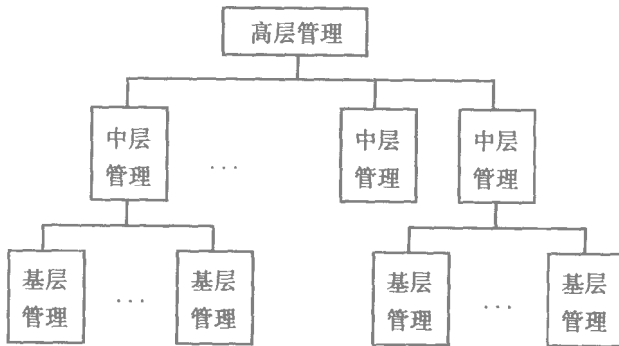 高层管理
中层 中层 中层
管理 … 管理 管理
基层 基层 基层 基层
管理 … 管理 管理 … 管理